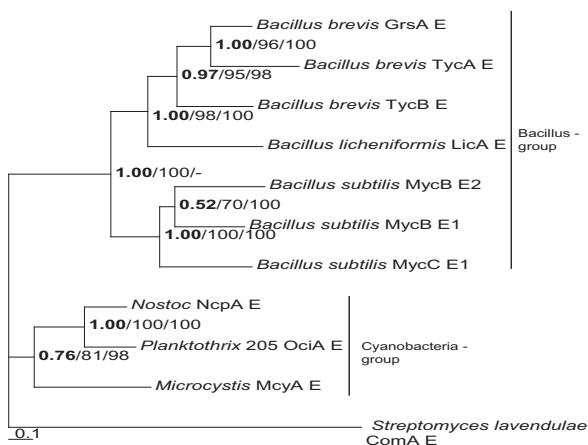 Bacillus brevis GrsA E
1.00/96/100
Bacillus brevis TycA E
0.97/95/98
Bacillus brevis TycB E
1.00/98/100
Bacillus licheniformis LicA E
Bacillus -
group
1.00/100/-
Bacillus subtilis MycB E2
0.52/70/100
Bacillus subtilis MycB E1
1.00/100/100
Bacillus subtilis MycC E1
Nostoc NcpA E
1.00/100/100
Planktothrix 205 OciA E
0.76/81/98
Cyanobacteria -
group
Microcystis McyA E
Streptomyces lavendulae
ComA E
0.1